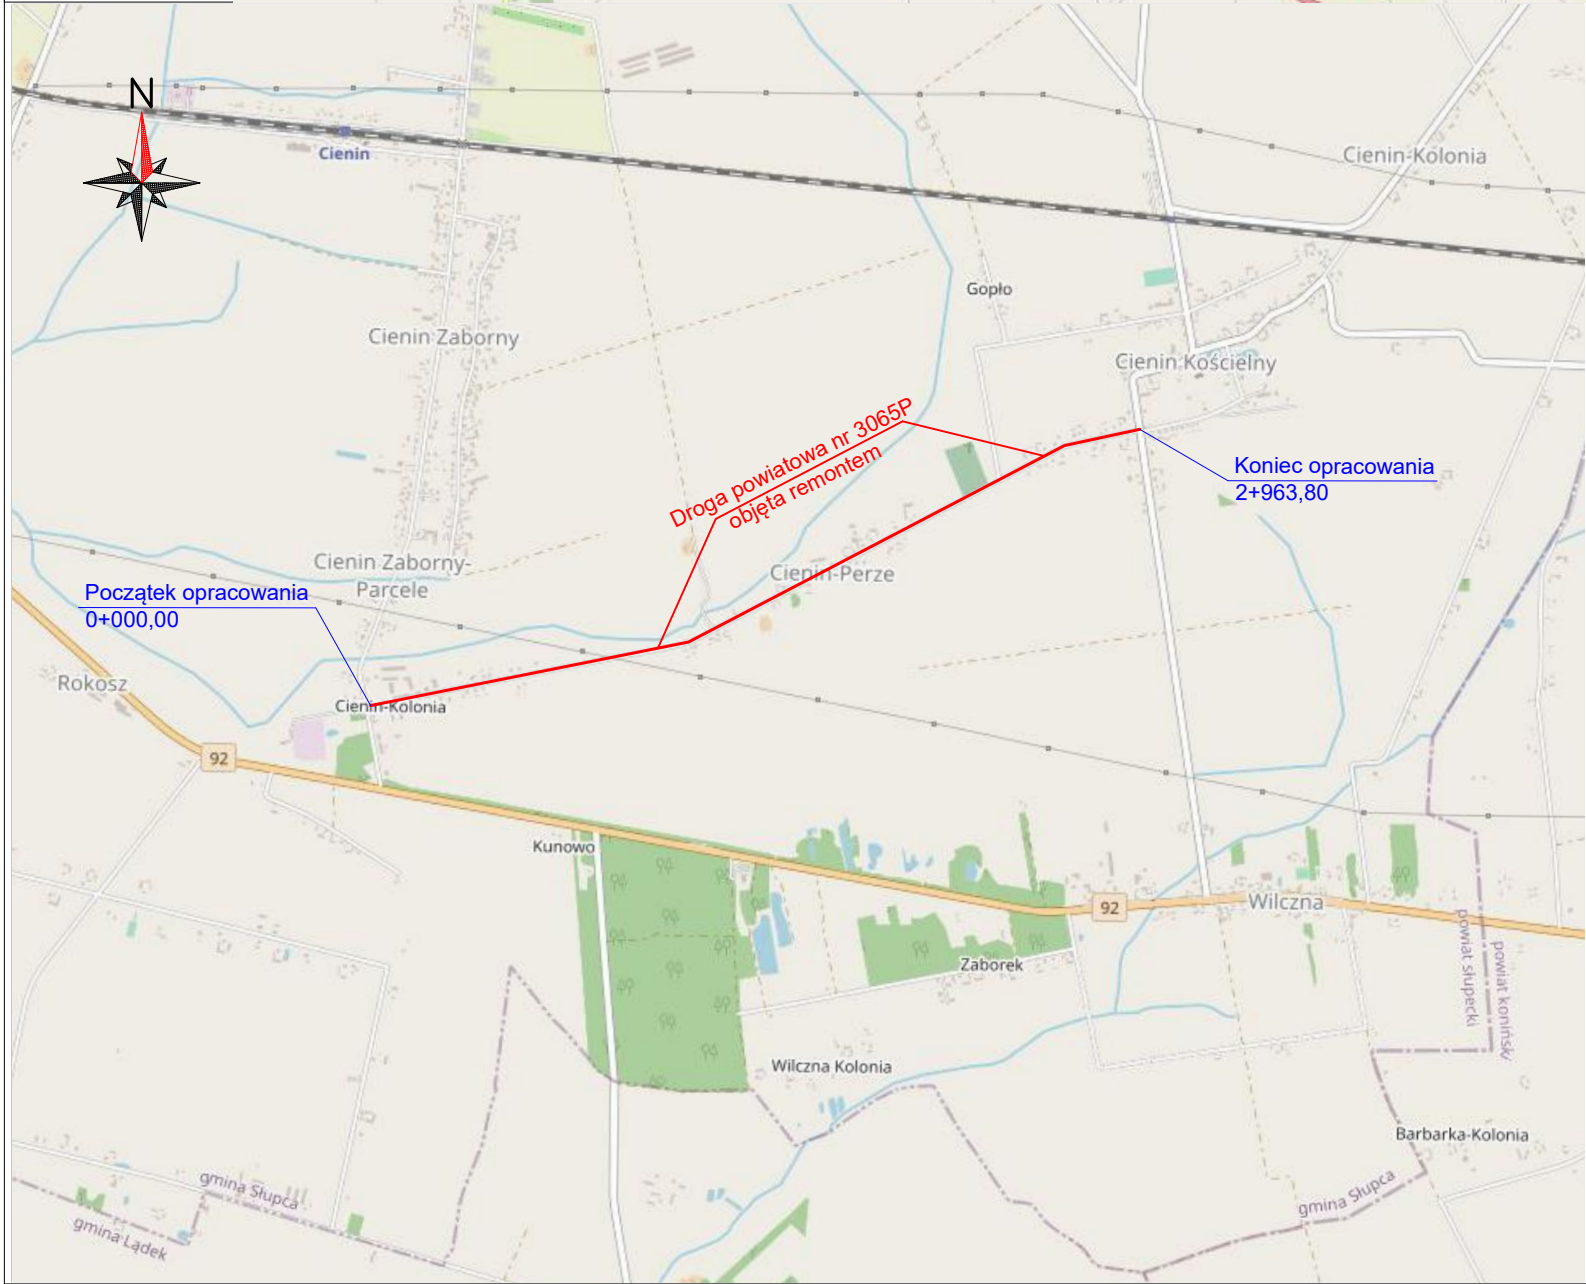 N
Cienin
Cienin-Kolonia
Gopło
Cienin Zaborny
Cienin Kościelny
Droga powiatowa nr 3065P
objęta remontem
Koniec opracowania
2+963,80
Cienin Zaborny-
Parcele
Cienin-Perze
Początek opracowania
0+000,00
Rokosz
Cienin-Kolonia
92
Kunowo
92
Wilczna
Zaborek
powiat słupecki
powiat koniński
Wilczna Kolonia
Barbarka-Kolonia
gmina Słupca
gmina Lądek
gmina Słupca